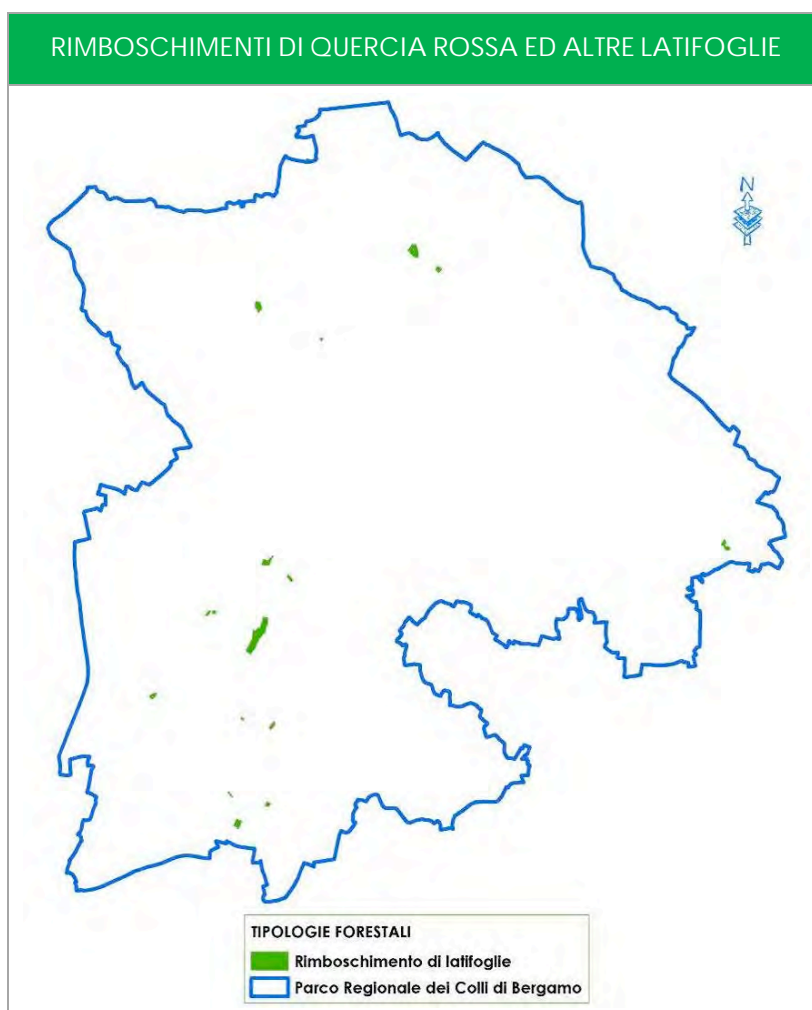 RIMBOSCHIMENTI DI QUERCIA ROSSA ED ALTRE LATIFOGLIE
N
TIPOLOGIE FORESTALI
Rimboschimento di latifoglie
Parco Regionale dei Colli di Bergamo